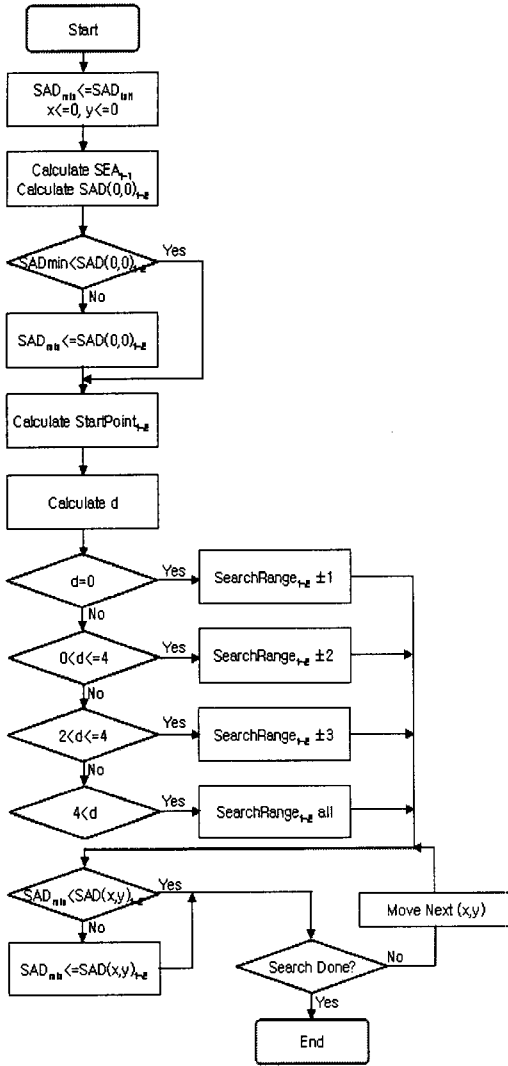 Start
SADmin<=SADinit
x<=0, y<=0
Calculate SEAt-1
Calculate SAD(0,0)t-2
SADmin<SAD(0,0)t-2
Yes
No
SADmin<=SAD(0,0)t-2
Calculate StartPointt-2
Calculate d
d=0
Yes
SearchRanget-2 ±1
No
0<d<=4
Yes
SearchRanget-2 ±2
No
2<d<=4
Yes
SearchRanget-2 ±3
No
4<d
Yes
SearchRanget-2 all
SADmin<SAD(x,y)t-2
Yes
Move Next (x,y)
No
SADmin<=SAD(x,y)t-2
Search Done?
No
Yes
End